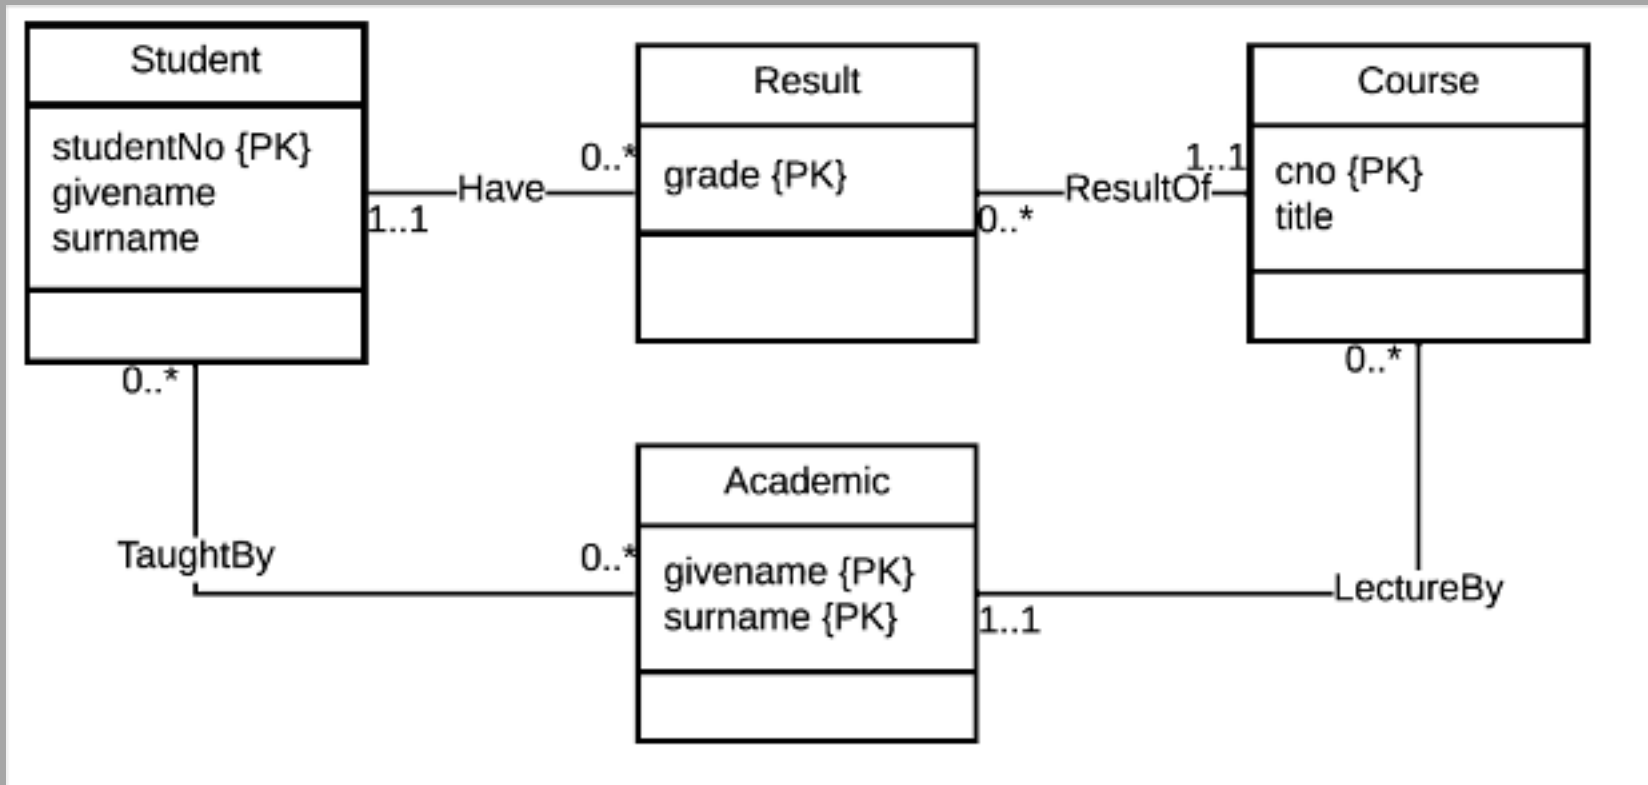 Student
studentNo {PK}
givename
surname
1..1
Have
0..*
Result
grade {PK}
0..*
ResultOf
1..1
Course
cno {PK}
title
0..*
TaughtBy
0..*
Academic
givename {PK}
surname {PK}
1..1
LectureBy
0..*